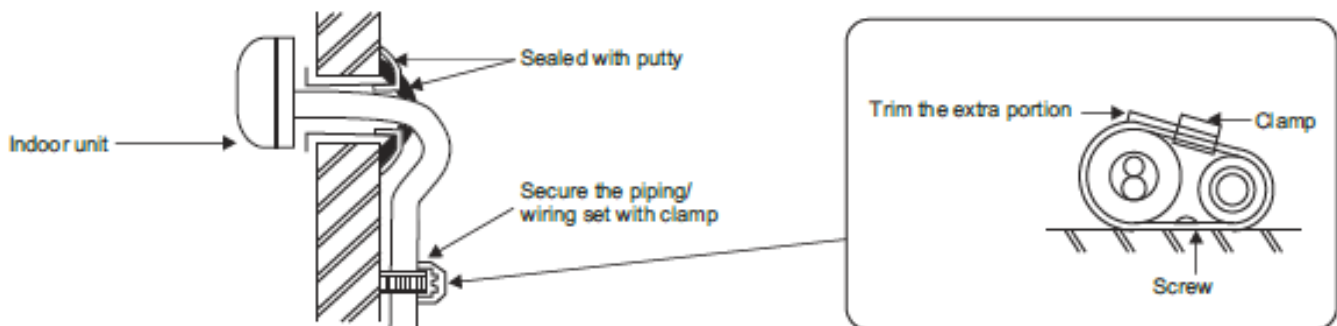 Sealed with putty
Indoor unit
Secure the piping/
wiring set with clamp
Trim the extra portion
Clamp
Screw